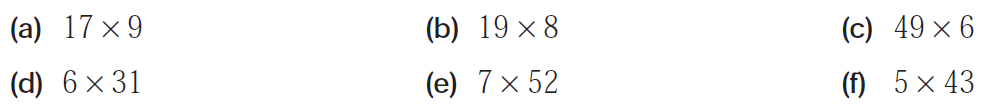 (a) 17 × 9 (b) 19 × 8 (c) 49 × 6
(d) 6 × 31 (e) 7 × 52 (f) 5 × 43